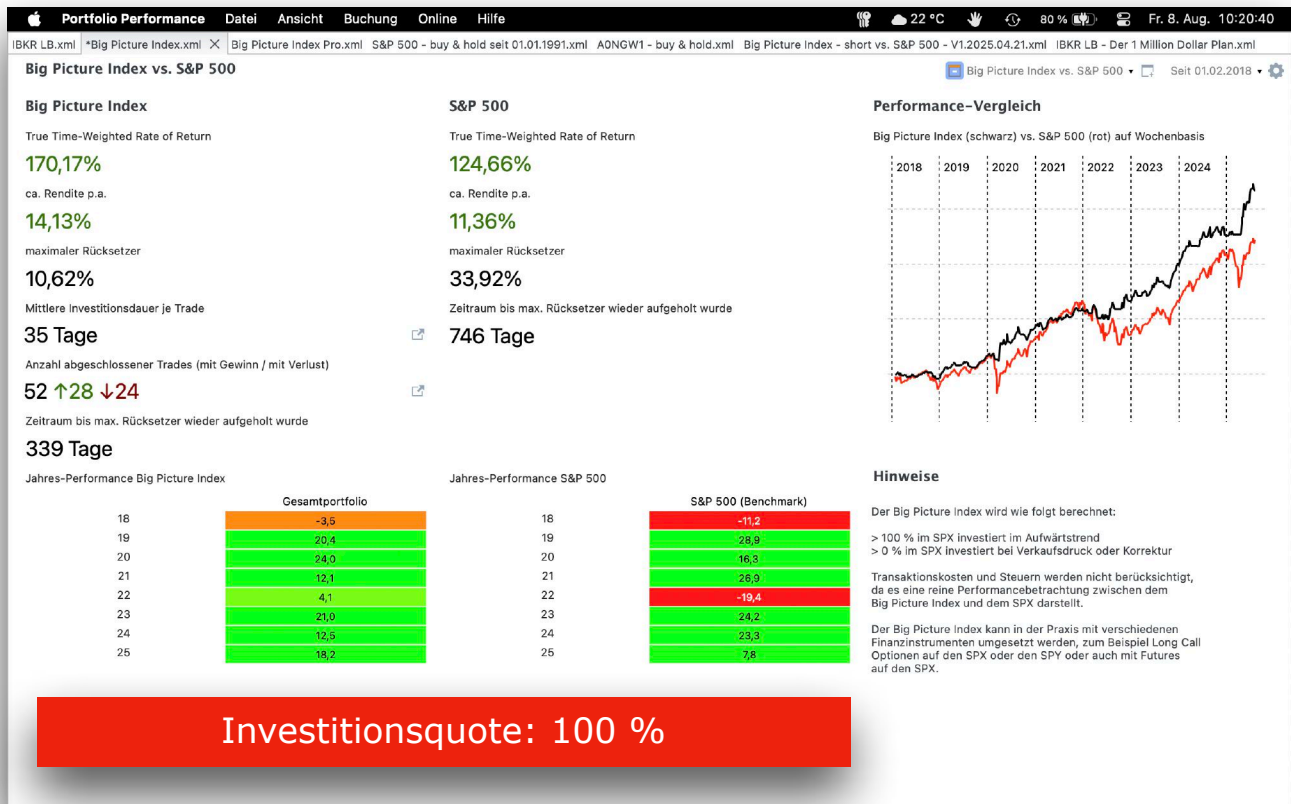 Portfolio Performance Datei Ansicht Buchung Online Hilfe 22 °C 80 % Fr. 8. Aug. 10:20:40
IBKR LB.xml *Big Picture Index.xml Big Picture Index Pro.xml S&P 500 - buy & hold seit 01.01.1991.xml A0NGW1 - buy & hold.xml Big Picture Index - short vs. S&P 500 - V1.2025.04.21.xml IBKR LB - Der 1 Million Dollar Plan.xml
Big Picture Index vs. S&P 500
Big Picture Index vs. S&P 500 Seit 01.02.2018
Big Picture Index
True Time-Weighted Rate of Return
170,17%
ca. Rendite p.a.
14,13%
maximaler Rücksetzer
10,62%
Mittlere Investitionsdauer je Trade
35 Tage
Anzahl abgeschlossener Trades (mit Gewinn / mit Verlust)
52 ↑28 ↓24
Zeitraum bis max. Rücksetzer wieder aufgeholt wurde
339 Tage
S&P 500
True Time-Weighted Rate of Return
124,66%
ca. Rendite p.a.
11,36%
maximaler Rücksetzer
33,92%
Zeitraum bis max. Rücksetzer wieder aufgeholt wurde
746 Tage
Performance-Vergleich
Big Picture Index (schwarz) vs. S&P 500 (rot) auf Wochenbasis
2018 2019 2020 2021 2022 2023 2024
Jahres-Performance Big Picture Index
Gesamtportfolio
18 -3,5
19 20,4
20 24,0
21 12,1
22 4,1
23 21,0
24 12,5
25 18,2
Jahres-Performance S&P 500
S&P 500 (Benchmark)
18 -11,2
19 28,9
20 16,3
21 26,9
22 -19,4
23 24,2
24 23,3
25 7,8
Hinweise
Der Big Picture Index wird wie folgt berechnet:
> 100 % im SPX investiert im Aufwärtstrend
> 0 % im SPX investiert bei Verkaufsdruck oder Korrektur
Transaktionskosten und Steuern werden nicht berücksichtigt,
da es eine reine Performancebetrachtung zwischen dem
Big Picture Index und dem SPX darstellt.
Der Big Picture Index kann in der Praxis mit verschiedenen
Finanzinstrumenten umgesetzt werden, zum Beispiel Long Call
Optionen auf den SPX oder den SPY oder auch mit Futures
auf den SPX.
Investitionsquote: 100 %